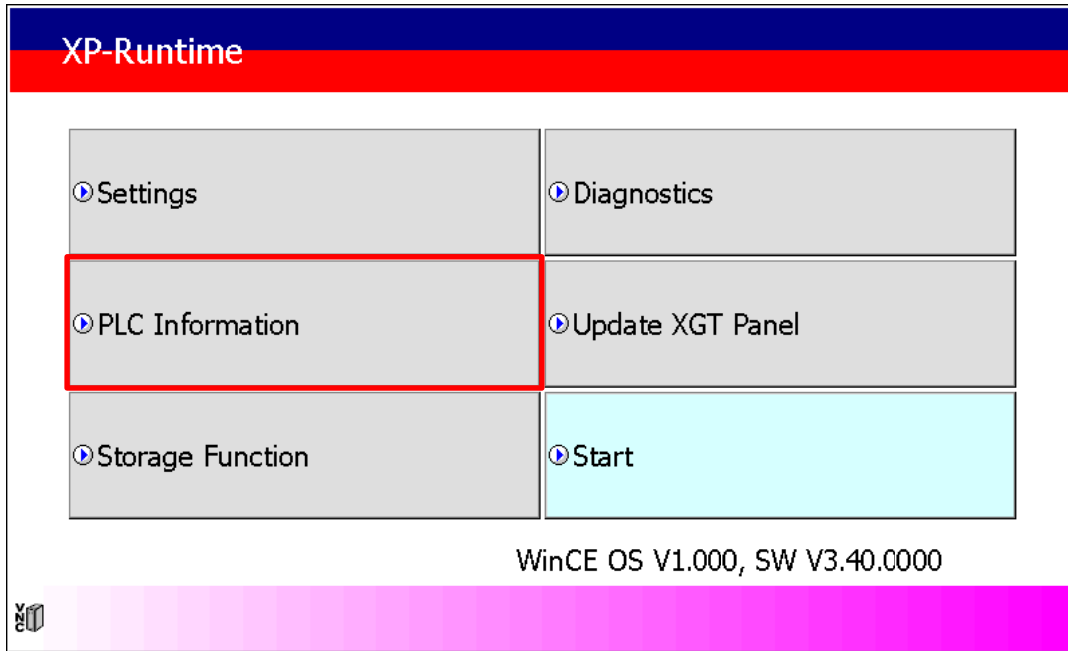 XP-Runtime
Settings
Diagnostics
PLC Information
Update XGT Panel
Storage Function
Start
WinCE OS V1.000, SW V3.40.0000
VNC